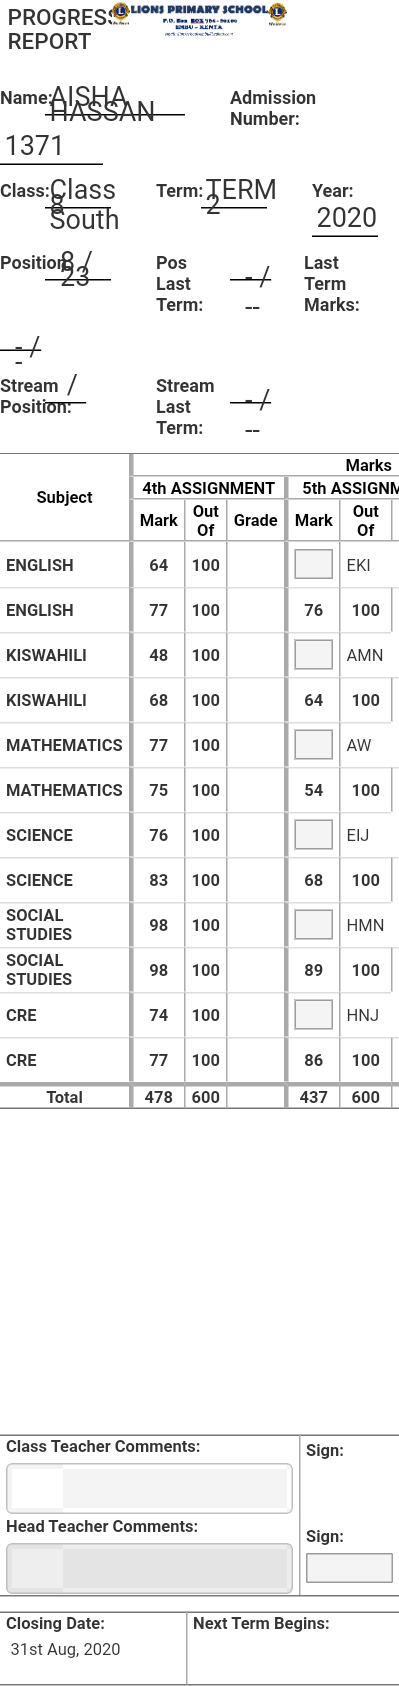 PROGRESS
REPORT
LIONS PRIMARY SCHOOL
P.O. Box BOX 784 - 60100
EMBU - KENYA
Name: AISHA HASSAN
Admission Number:
1371
Class: Class 8 South
Term: TERM 2
Year: 2020
Position: 8 / 23
Pos Last Term: - / --
Last Term Marks:
- / -
Stream Position: /
Stream Last Term: - / --
Subject Marks
4th ASSIGNMENT 5th ASSIGNM
Mark Out Of Grade Mark Out Of
ENGLISH 64 100 EKI
ENGLISH 77 100 76 100
KISWAHILI 48 100 AMN
KISWAHILI 68 100 64 100
MATHEMATICS 77 100 AW
MATHEMATICS 75 100 54 100
SCIENCE 76 100 EIJ
SCIENCE 83 100 68 100
SOCIAL STUDIES 98 100 HMN
SOCIAL STUDIES 98 100 89 100
CRE 74 100 HNJ
CRE 77 100 86 100
Total 478 600 437 600
Class Teacher Comments:
Sign:
Head Teacher Comments:
Sign:
Closing Date: Next Term Begins:
31st Aug, 2020